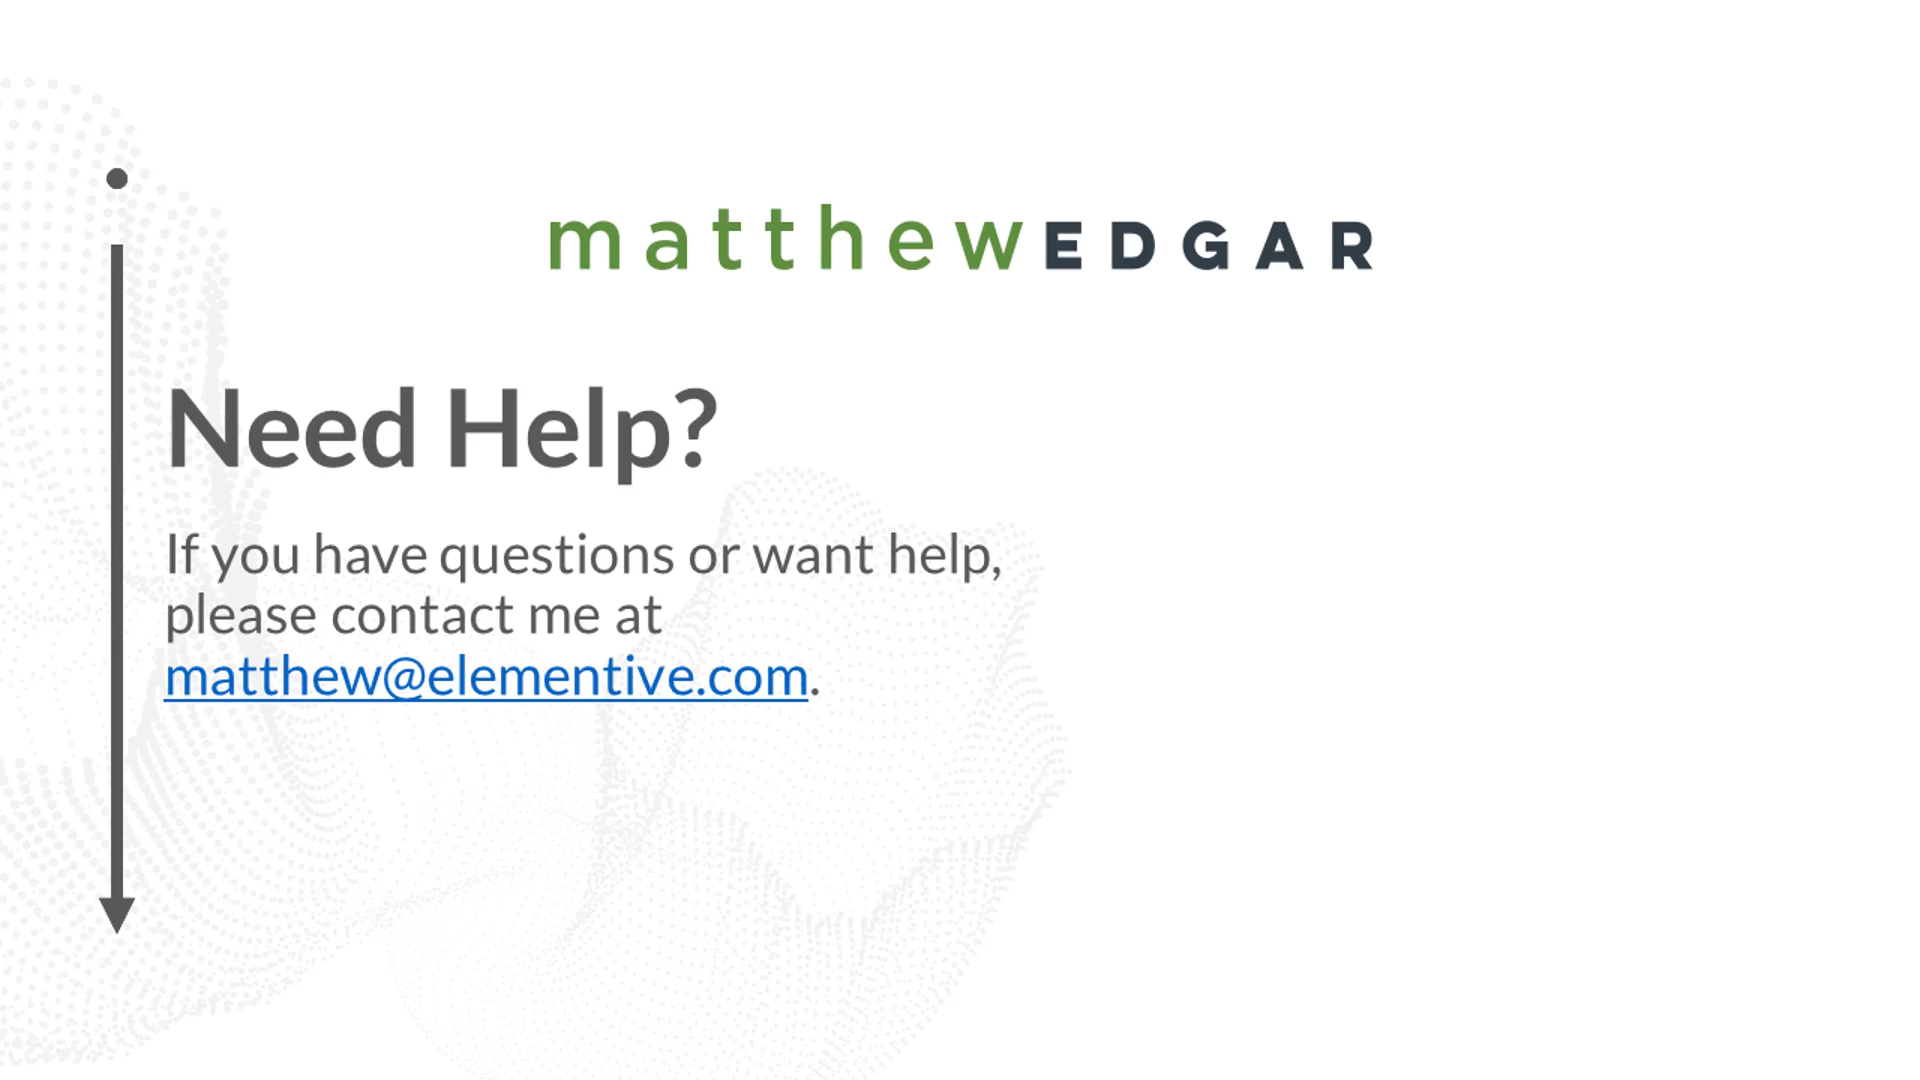 matthewEDGAR
Need Help?
If you have questions or want help,
please contact me at
matthew@elementive.com.